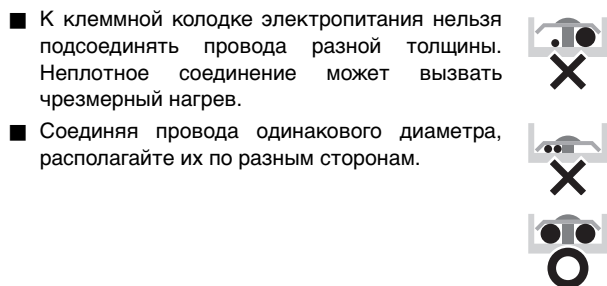 ■ К клеммной колодке электропитания нельзя
подсоединять провода разной толщины.
Неплотное соединение может вызвать
чрезмерный нагрев.
■ Соединяя провода одинакового диаметра,
располагайте их по разным сторонам.